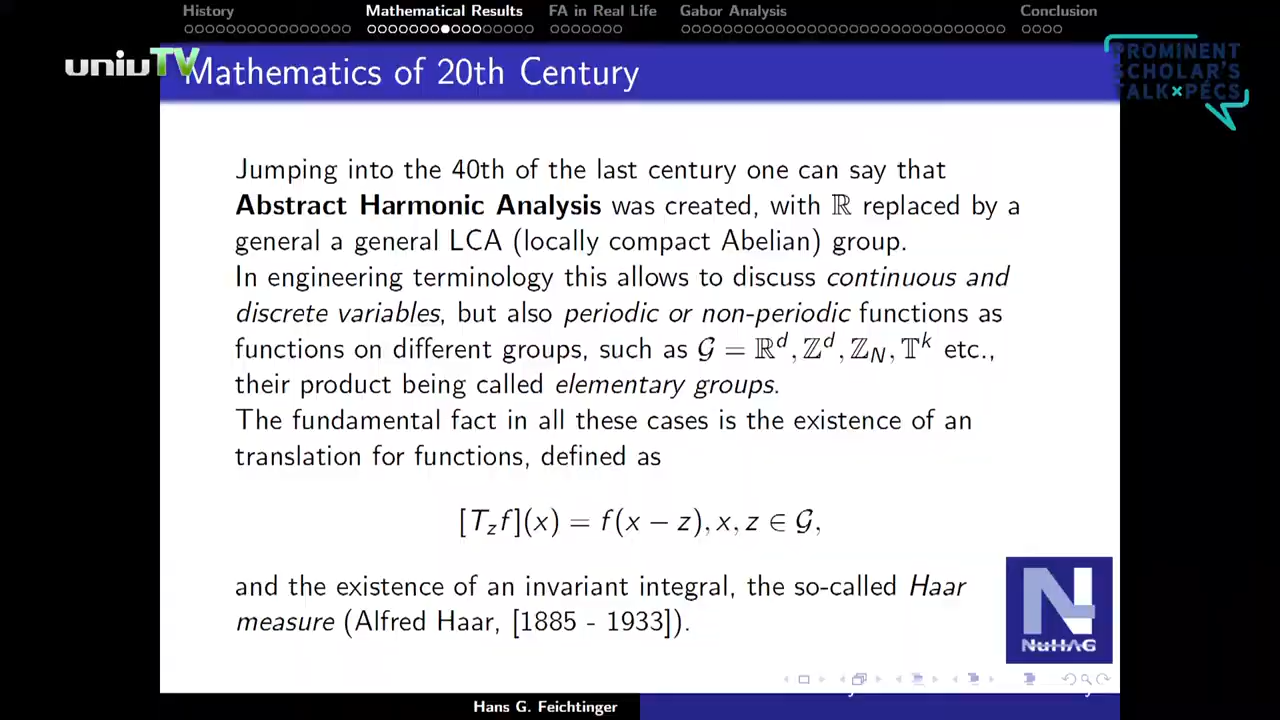 History Mathematical Results FA in Real Life Gabor Analysis Conclusion
uniuTV
Mathematics of 20th Century
PROMINENT
SCHOLAR'S
TALK×PÉCS
Jumping into the 40th of the last century one can say that
Abstract Harmonic Analysis was created, with ℝ replaced by a
general a general LCA (locally compact Abelian) group.
In engineering terminology this allows to discuss continuous and
discrete variables, but also periodic or non-periodic functions as
functions on different groups, such as 𝒢 = ℝ^d, ℤ^d, ℤ_N, 𝕋^k etc.,
their product being called elementary groups.
The fundamental fact in all these cases is the existence of an
translation for functions, defined as
[T_z f](x) = f(x − z), x, z ∈ 𝒢,
and the existence of an invariant integral, the so-called Haar
measure (Alfred Haar, [1885 - 1933]).
NuHAG
Hans G. Feichtinger